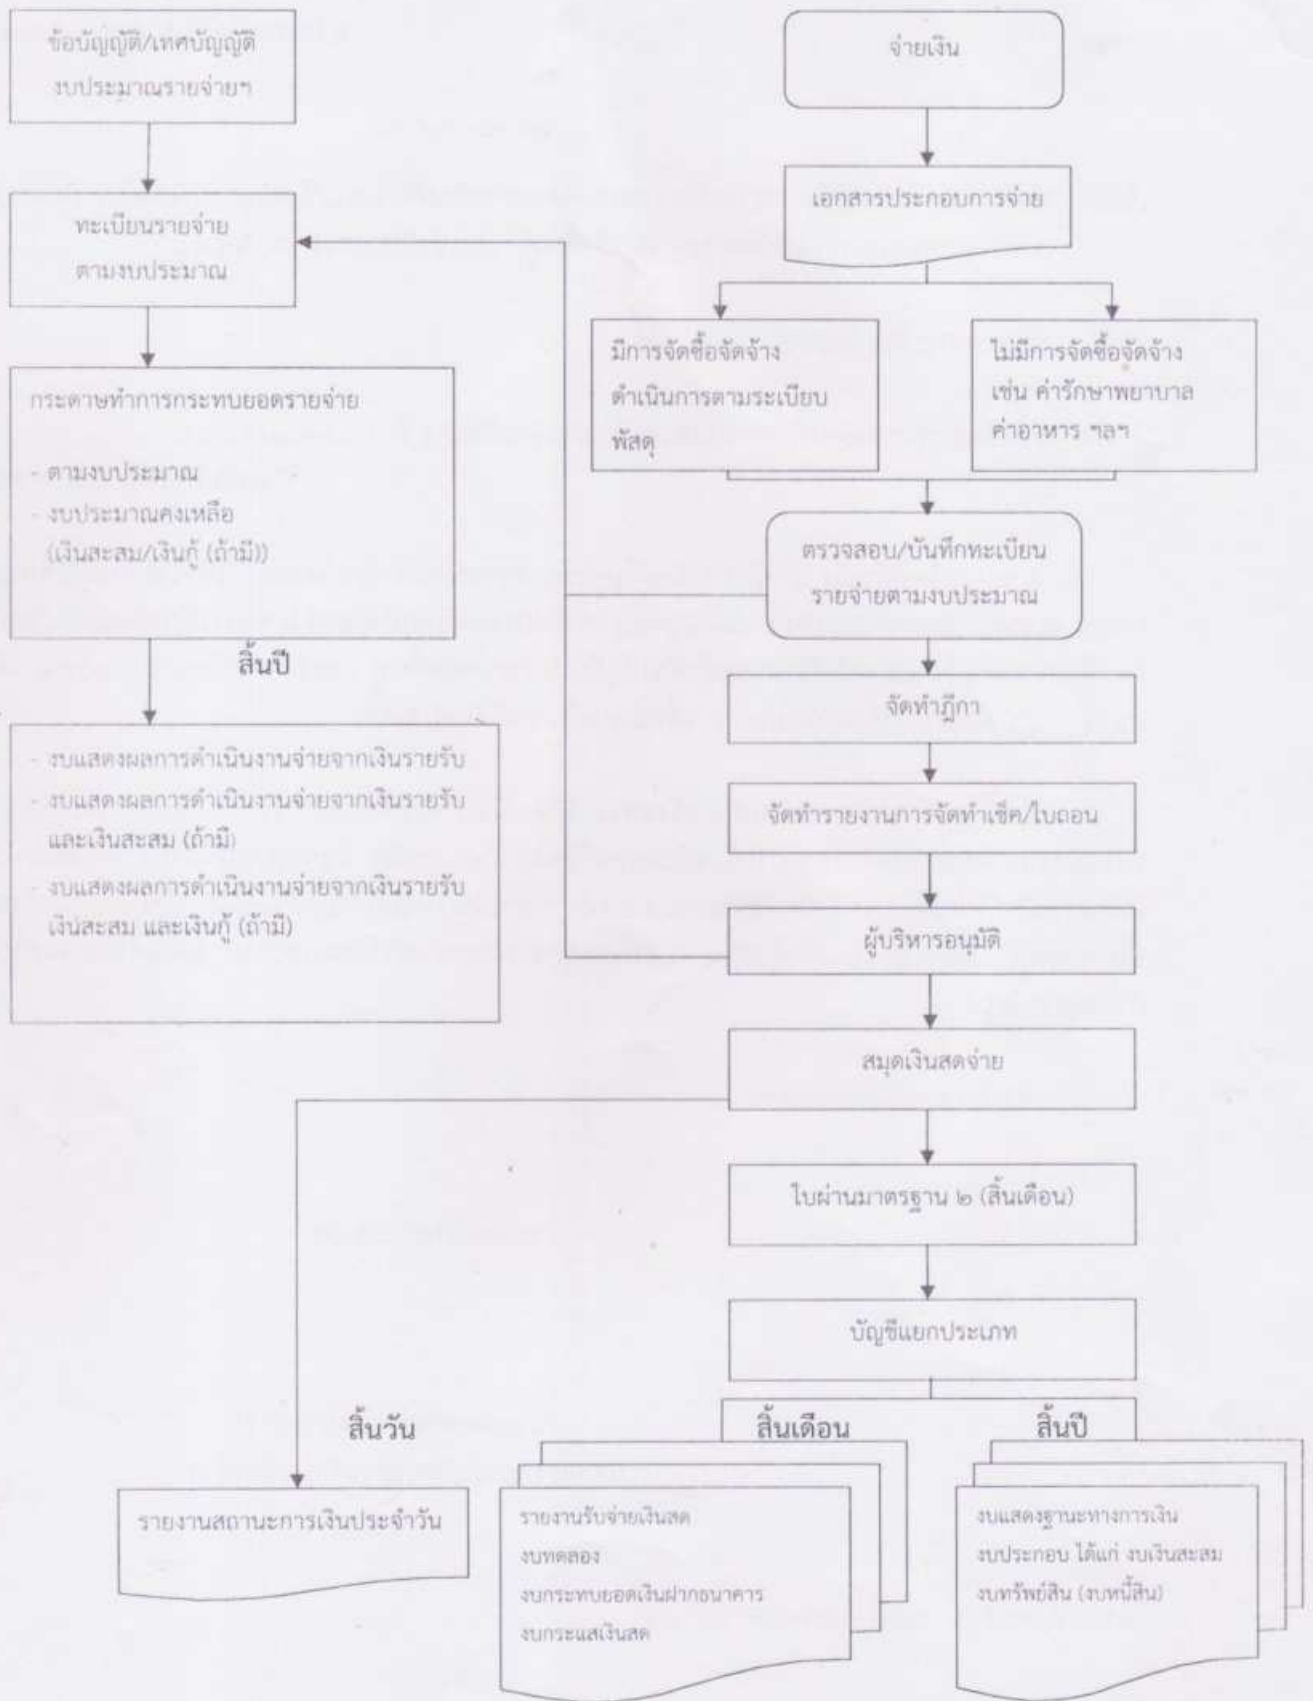 ข้อบัญญัติ/เทศบัญญัติ
งบประมาณรายจ่ายฯ
ทะเบียนรายจ่าย
ตามงบประมาณ
กระดาษทำการกระทบยอดรายจ่าย
- ตามงบประมาณ
- งบประมาณคงเหลือ
(เงินสะสม/เงินกู้ (ถ้ามี))
สิ้นปี
- งบแสดงผลการดำเนินงานจ่ายจากเงินรายรับ
- งบแสดงผลการดำเนินงานจ่ายจากเงินรายรับ
และเงินสะสม (ถ้ามี)
- งบแสดงผลการดำเนินงานจ่ายจากเงินรายรับ
เงินสะสม และเงินกู้ (ถ้ามี)
จ่ายเงิน
เอกสารประกอบการจ่าย
มีการจัดซื้อจัดจ้าง
ดำเนินการตามระเบียบ
พัสดุ
ไม่มีการจัดซื้อจัดจ้าง
เช่น ค่ารักษาพยาบาล
ค่าอาหาร ฯลฯ
ตรวจสอบ/บันทึกทะเบียน
รายจ่ายตามงบประมาณ
จัดทำฎีกา
จัดทำรายงานการจัดทำเช็ค/ใบถอน
ผู้บริหารอนุมัติ
สมุดเงินสดจ่าย
ใบผ่านมาตรฐาน ๒ (สิ้นเดือน)
บัญชีแยกประเภท
สิ้นวัน
รายงานสถานะการเงินประจำวัน
สิ้นเดือน
รายงานรับจ่ายเงินสด
งบทดลอง
งบกระทบยอดเงินฝากธนาคาร
งบกระแสเงินสด
สิ้นปี
งบแสดงฐานะทางการเงิน
งบประกอบ ได้แก่ งบเงินสะสม
งบทรัพย์สิน (งบหนี้สิน)